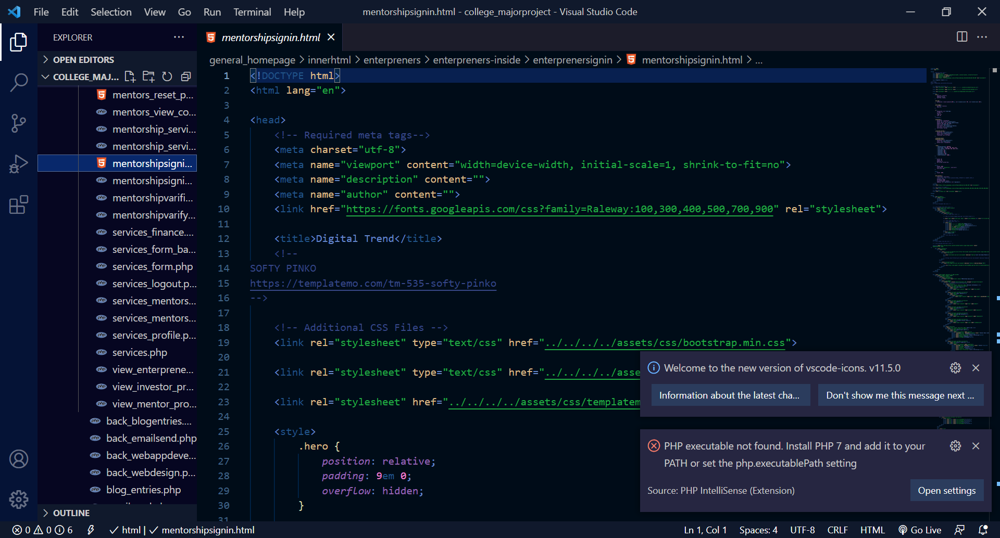 File Edit Selection View Go Run Terminal Help
mentorshipsignin.html - college_majorproject - Visual Studio Code
EXPLORER
mentorshipsignin.html
OPEN EDITORS
COLLEGE_MAJ...
general_homepage > innerhtml > enterpreners > enterpreners-inside > enterprenersignin > mentorshipsignin.html > ...
mentors_reset_p...
mentors_view_co...
mentorship_servi...
mentorship_servi...
mentorshipsigni...
mentorshipsigni...
mentorshipvarifi...
mentorshipvarify...
services_finance....
services_form_ba...
services_form.php
services_logout.p...
services_mentors...
services_mentors...
services_profile.p...
services.php
view_enterprene...
view_investor_pr...
view_mentor_pro...
back_blogentries....
back_emailsend.php
back_webappdeve...
back_webdesign.p...
blog_entries.php
OUTLINE
1 <!DOCTYPE html>
2 <html lang="en">
3
4 <head>
5 <!-- Required meta tags-->
6 <meta charset="utf-8">
7 <meta name="viewport" content="width=device-width, initial-scale=1, shrink-to-fit=no">
8 <meta name="description" content="">
9 <meta name="author" content="">
10 <link href="https://fonts.googleapis.com/css?family=Raleway:100,300,400,500,700,900" rel="stylesheet">
11
12 <title>Digital Trend</title>
13 <!--
14 SOFTY PINKO
15 https://templatemo.com/tm-535-softy-pinko
16 -->
17
18 <!-- Additional CSS Files -->
19 <link rel="stylesheet" type="text/css" href="../../../../assets/css/bootstrap.min.css">
20
21 <link rel="stylesheet" type="text/css" href="../../../../asse
22
23 <link rel="stylesheet" href="../../../../assets/css/templatem
24
25 <style>
26 .hero {
27 position: relative;
28 padding: 9em 0;
29 overflow: hidden;
30 }
31
Welcome to the new version of vscode-icons. v11.5.0
Information about the latest cha...
Don't show me this message next ...
PHP executable not found. Install PHP 7 and add it to your
PATH or set the php.executablePath setting
Source: PHP IntelliSense (Extension)
Open settings
0 0 6 html | mentorshipsignin.html
Ln 1, Col 1 Spaces: 4 UTF-8 CRLF HTML Go Live